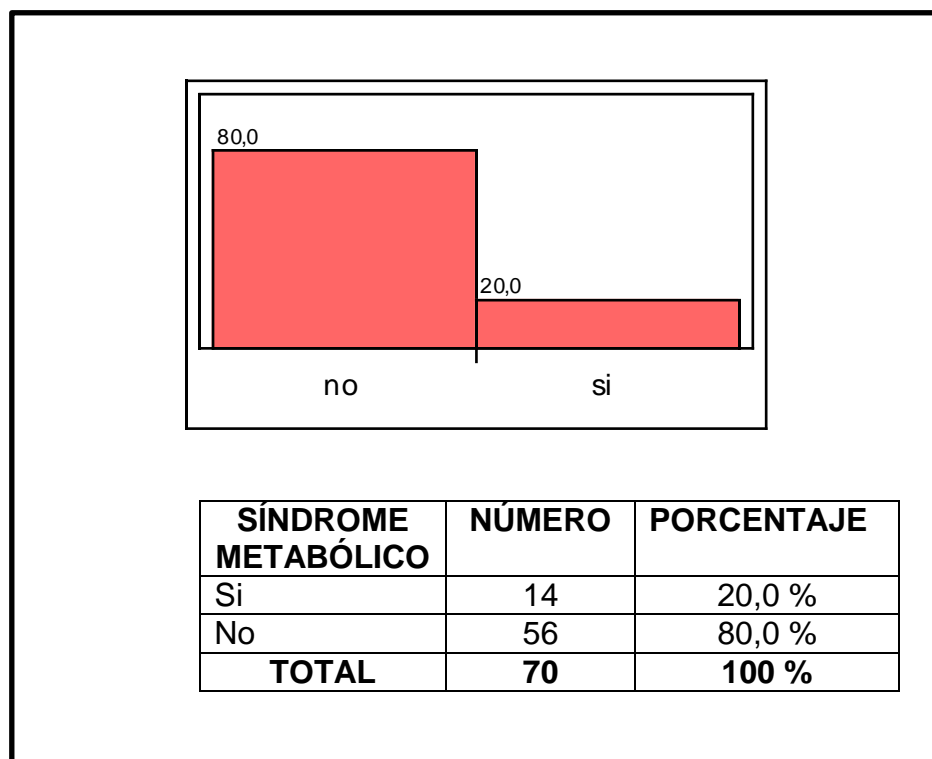 80,0
20,0
no si
SÍNDROME METABÓLICO NÚMERO PORCENTAJE
Si 14 20,0 %
No 56 80,0 %
TOTAL 70 100 %